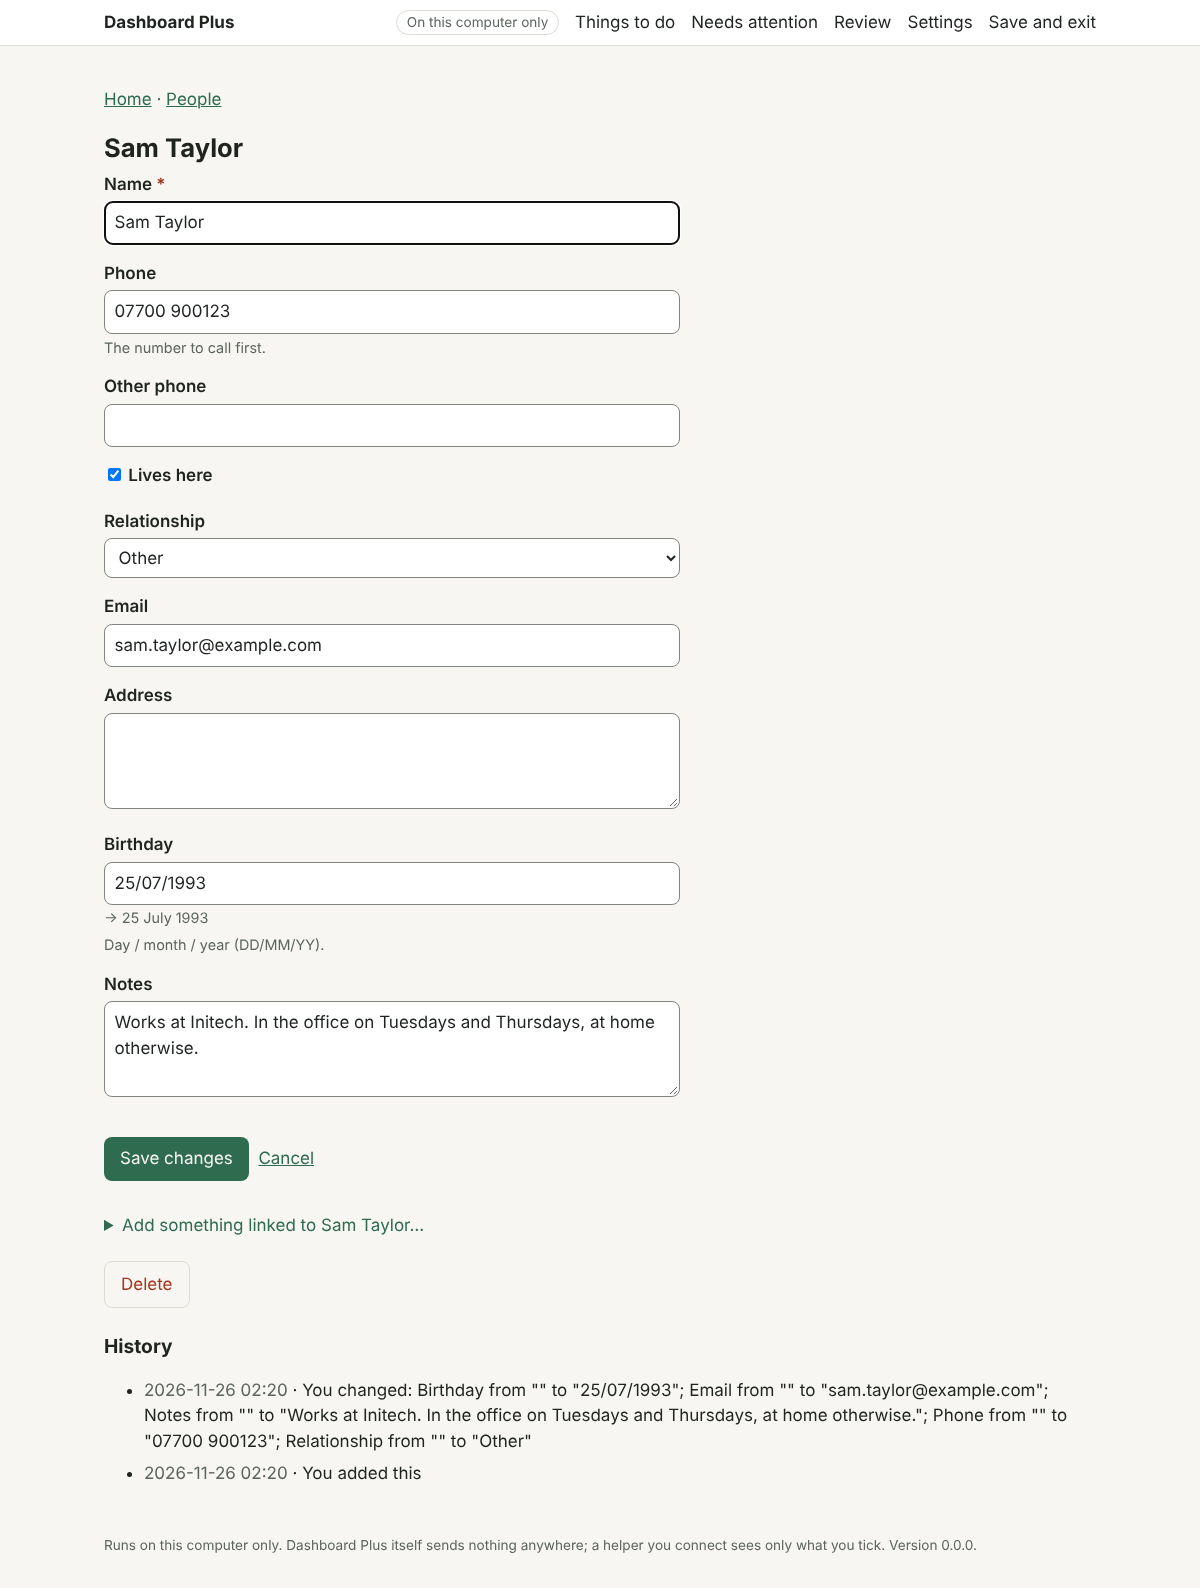 Dashboard Plus
On this computer only
Things to do
Needs attention
Review
Settings
Save and exit
Home · People
Sam Taylor
Name *
Sam Taylor
Phone
07700 900123
The number to call first.
Other phone
Lives here
Relationship
Other
Email
sam.taylor@example.com
Address
Birthday
25/07/1993
→ 25 July 1993
Day / month / year (DD/MM/YY).
Notes
Works at Initech. In the office on Tuesdays and Thursdays, at home
otherwise.
Save changes
Cancel
Add something linked to Sam Taylor...
Delete
History
2026-11-26 02:20 · You changed: Birthday from "" to "25/07/1993"; Email from "" to "sam.taylor@example.com";
Notes from "" to "Works at Initech. In the office on Tuesdays and Thursdays, at home otherwise."; Phone from "" to
"07700 900123"; Relationship from "" to "Other"
2026-11-26 02:20 · You added this
Runs on this computer only. Dashboard Plus itself sends nothing anywhere; a helper you connect sees only what you tick. Version 0.0.0.